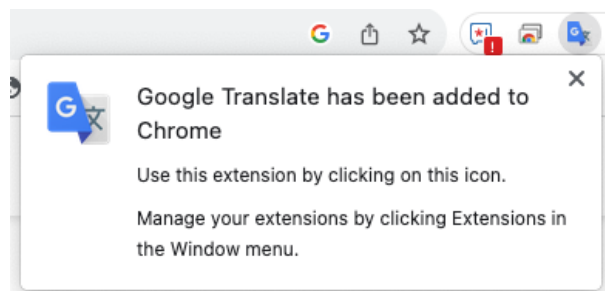 Google Translate has been added to
Chrome
Use this extension by clicking on this icon.
Manage your extensions by clicking Extensions in
the Window menu.